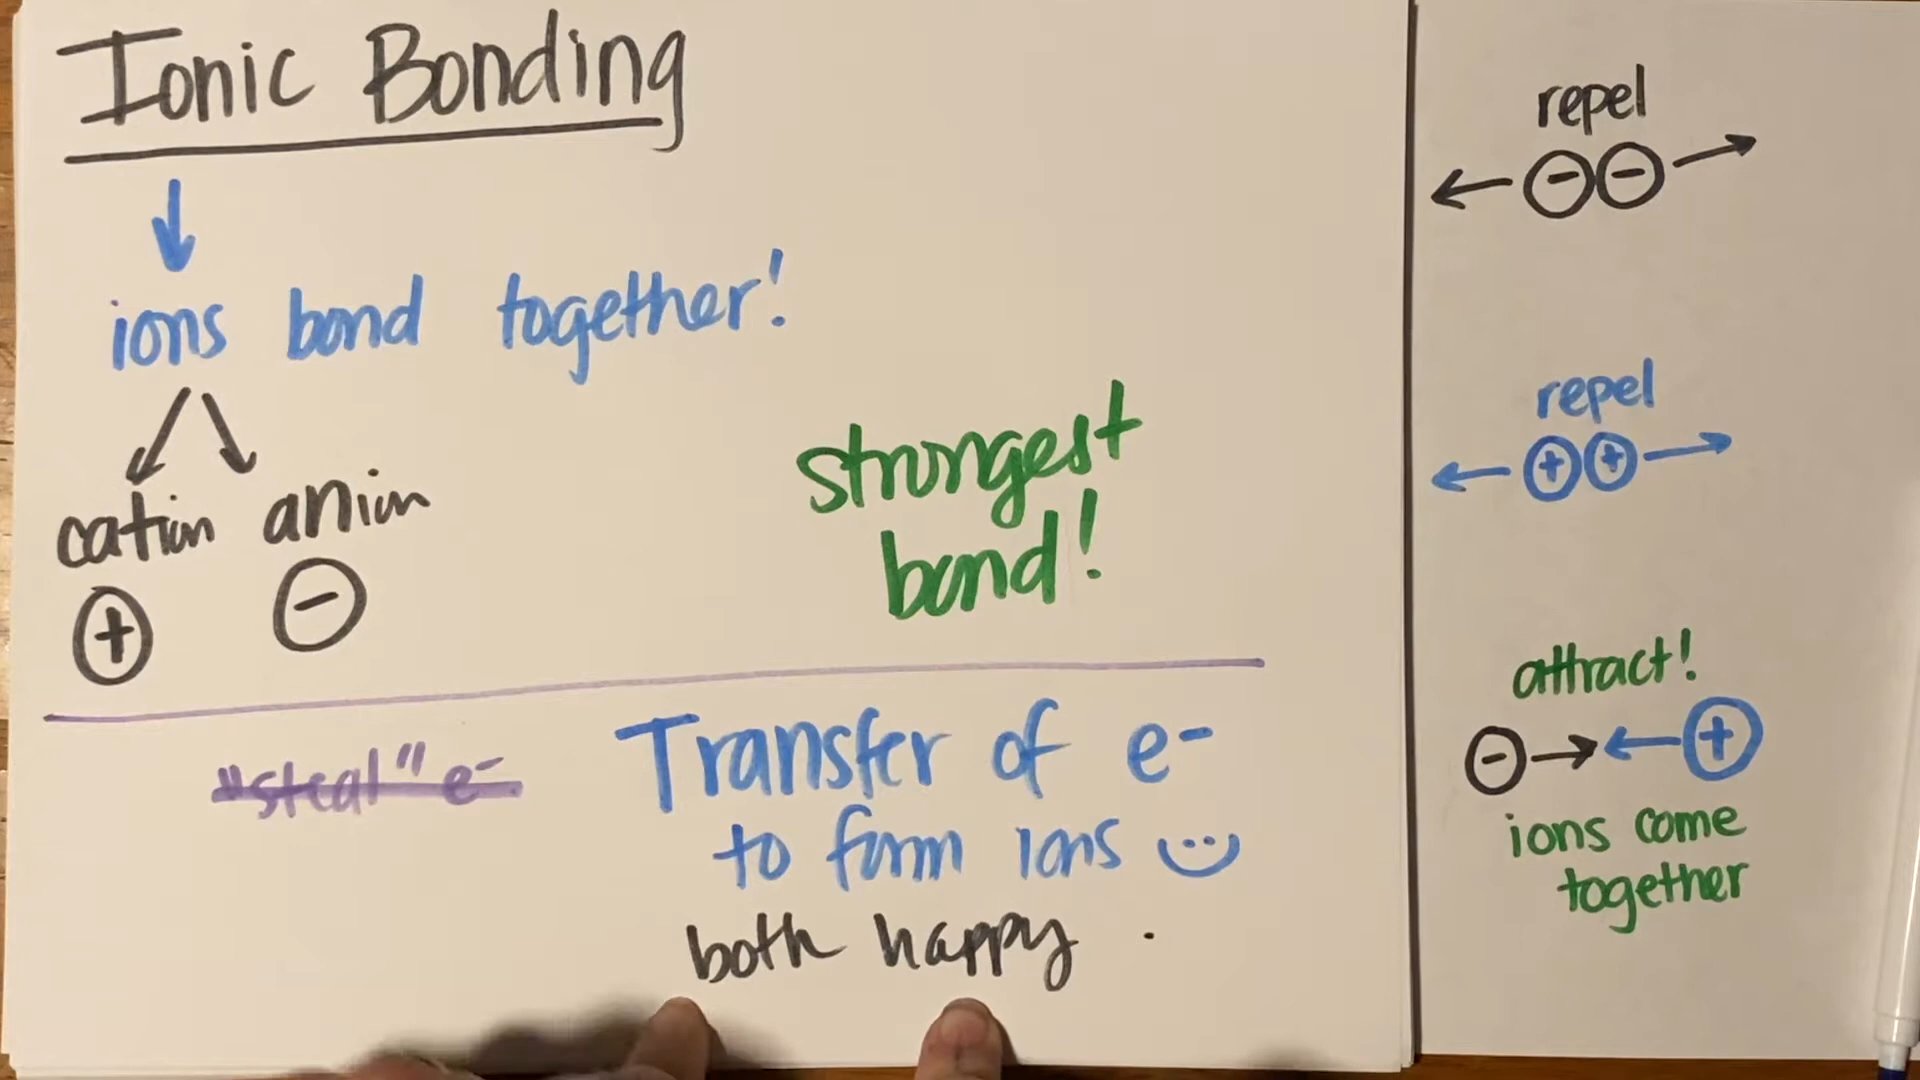 Ionic Bonding
ions bond together!
cation anion
+ -
strongest
bond!
"steal" e-
Transfer of e-
to form ions
both happy
repel
- -
repel
+ +
attract!
- +
ions come
together